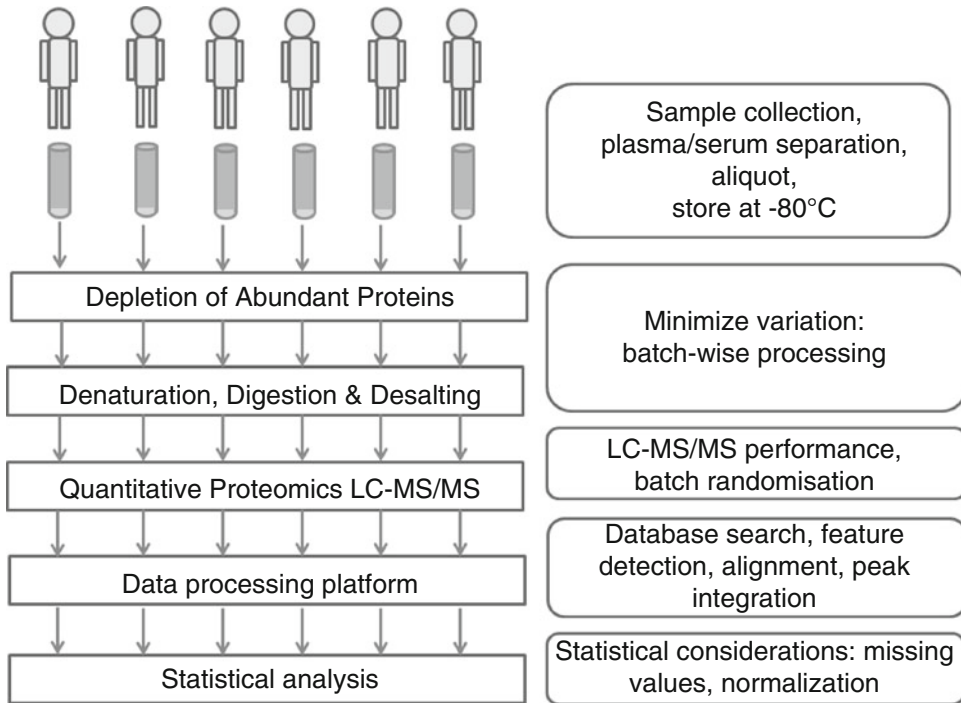 Sample collection,
plasma/serum separation,
aliquot,
store at -80°C
Depletion of Abundant Proteins
Minimize variation:
batch-wise processing
Denaturation, Digestion & Desalting
Quantitative Proteomics LC-MS/MS
LC-MS/MS performance,
batch randomisation
Data processing platform
Database search, feature
detection, alignment, peak
integration
Statistical analysis
Statistical considerations: missing
values, normalization